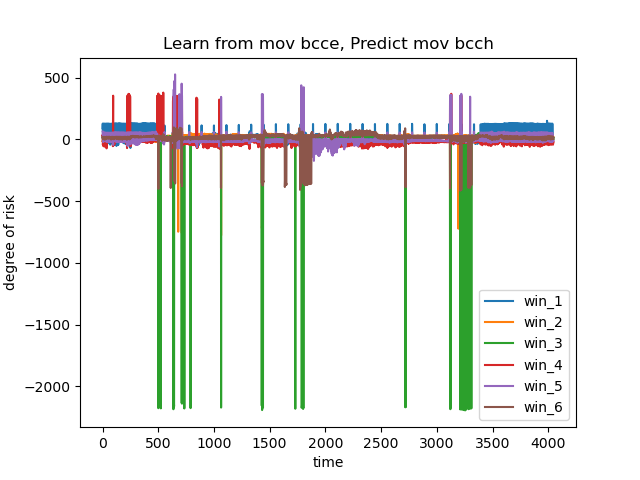 Learn from mov bcce, Predict mov bcch
degree of risk
500
0
−500
−1000
−1500
−2000
0 500 1000 1500 2000 2500 3000 3500 4000
time
win_1
win_2
win_3
win_4
win_5
win_6